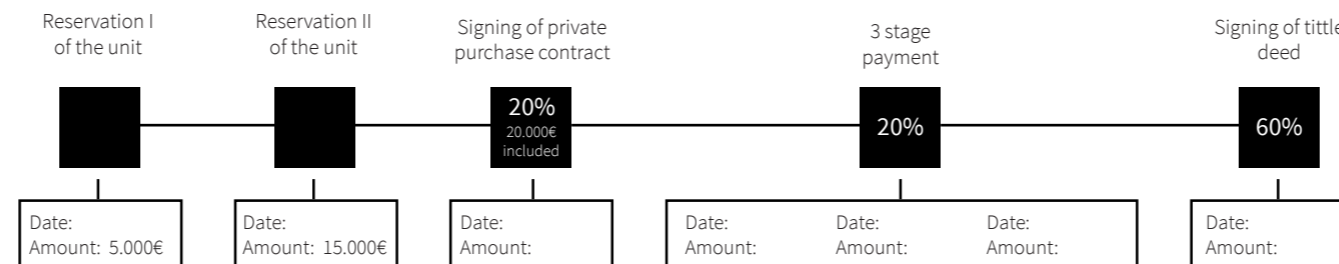 Reservation I
of the unit
Reservation II
of the unit
Signing of private
purchase contract
3 stage
payment
Signing of tittle
deed
20%
20.000€
included
20%
60%
Date:
Amount: 5.000€
Date:
Amount: 15.000€
Date:
Amount:
Date:
Amount:
Date:
Amount:
Date:
Amount:
Date:
Amount: